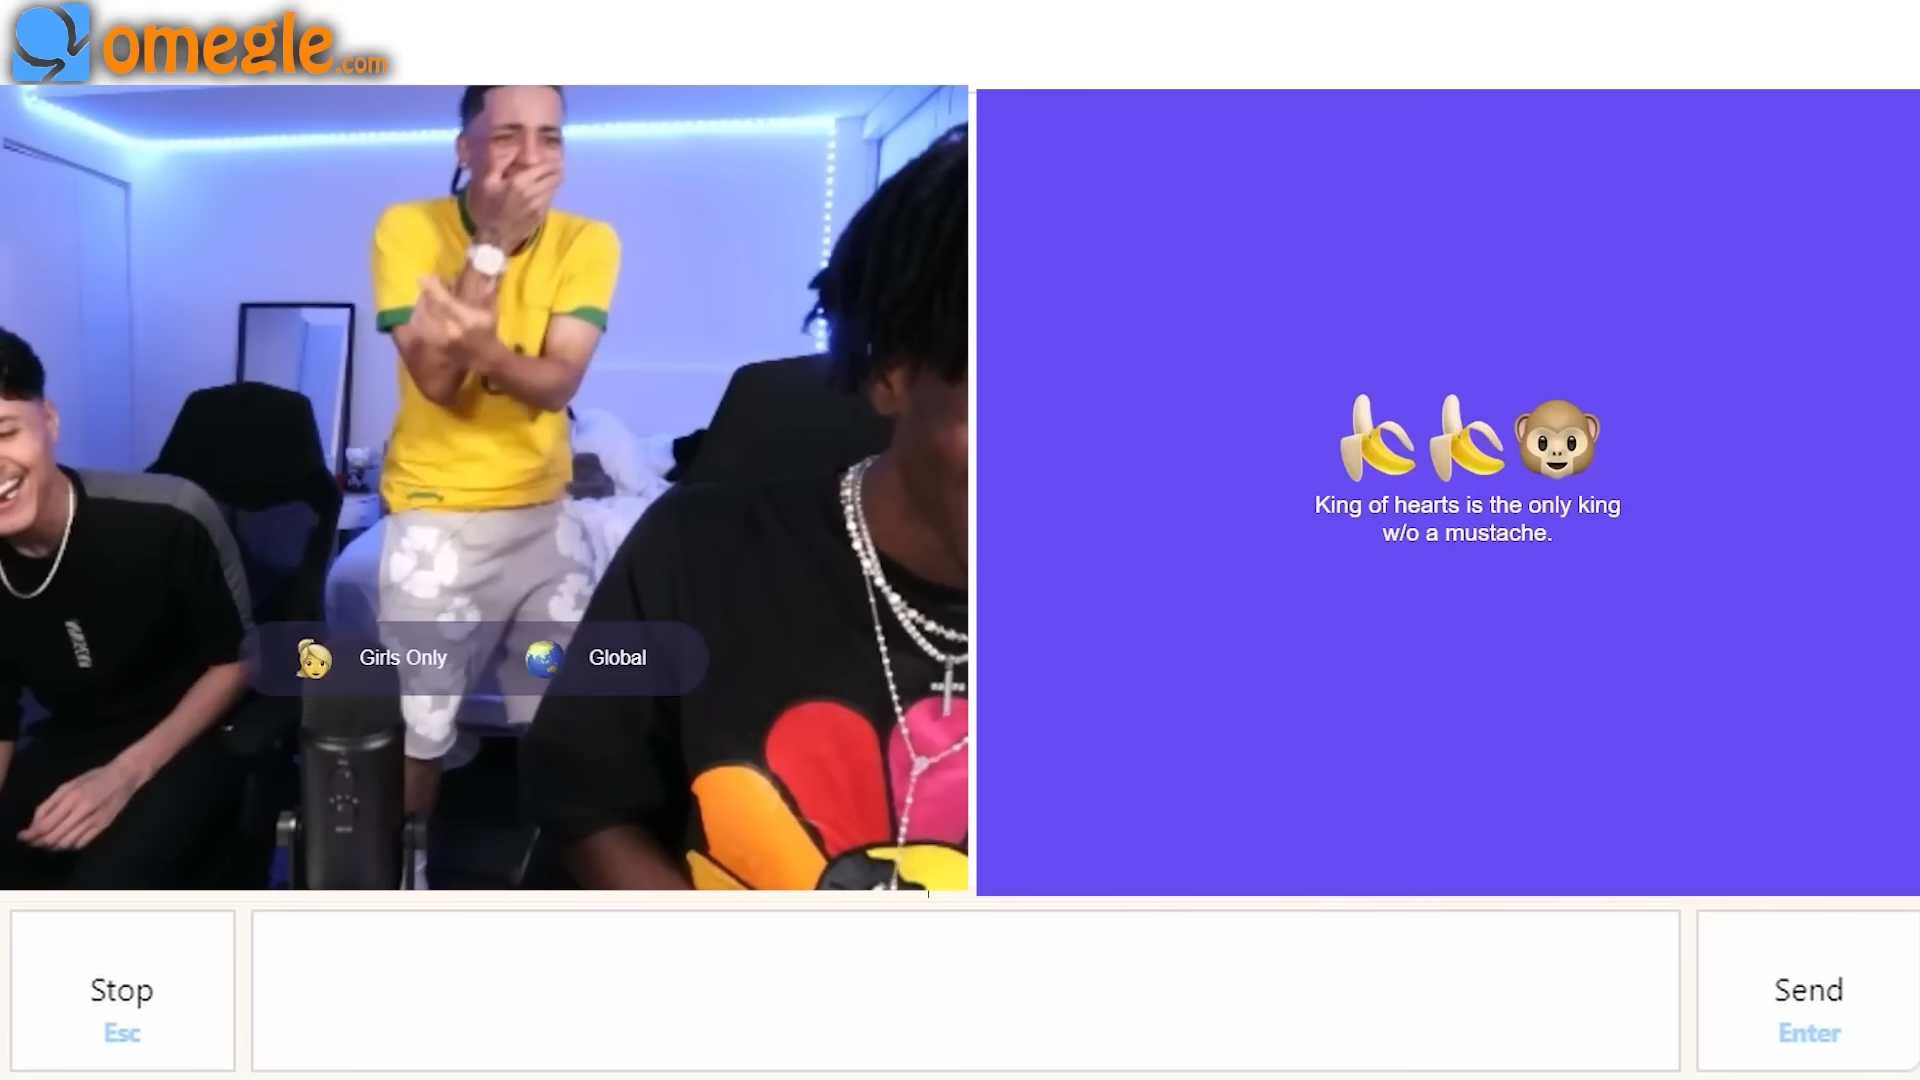 omegle.com
Girls Only
Global
King of hearts is the only king
w/o a mustache.
Stop
Esc
Send
Enter